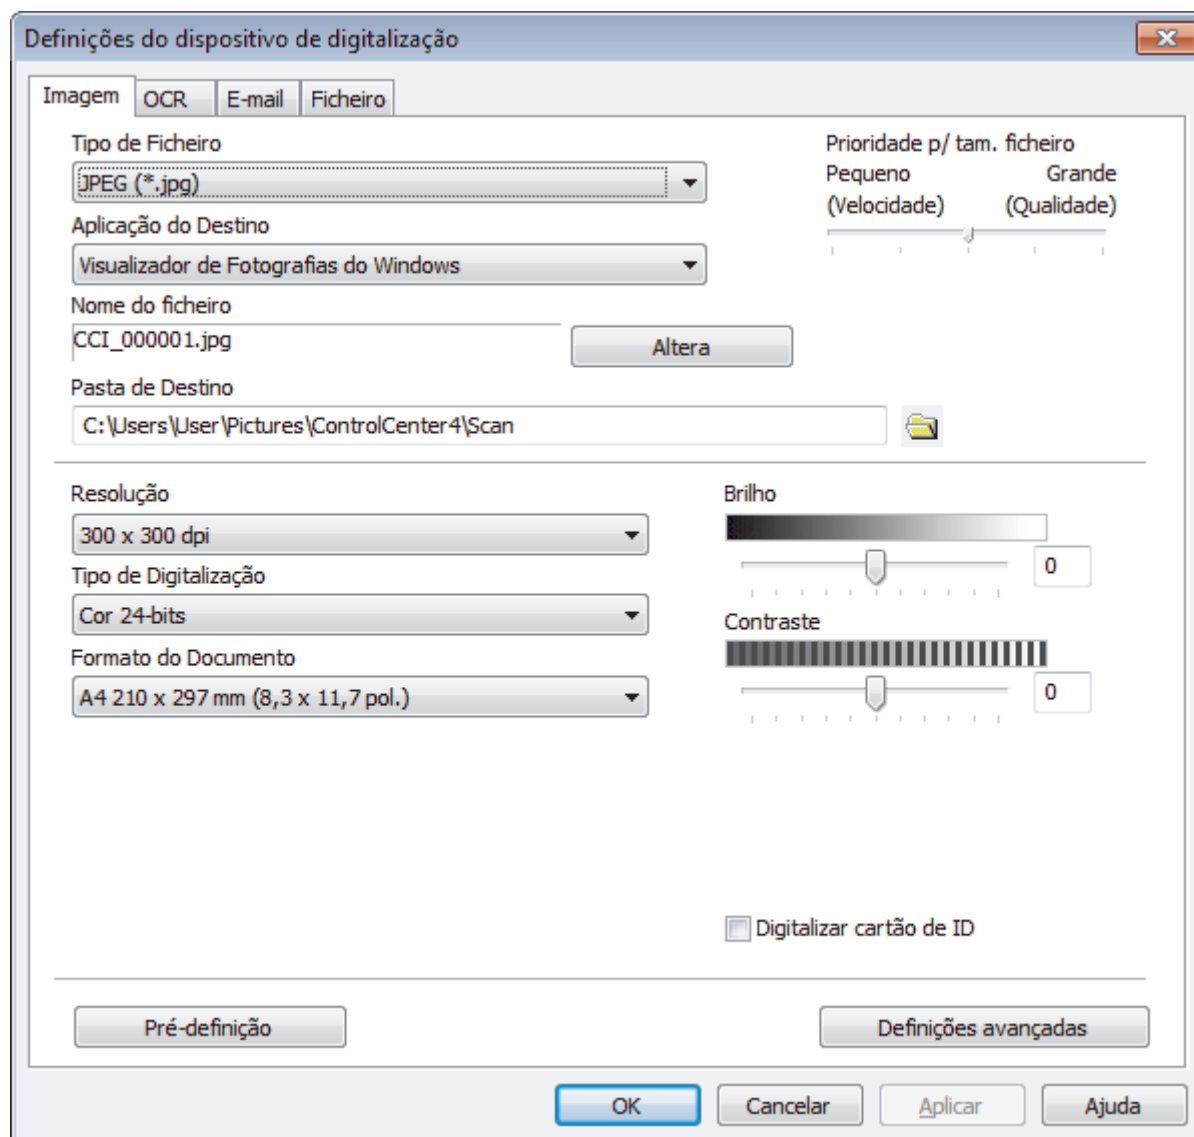 Definições do dispositivo de digitalização
Imagem OCR E-mail Ficheiro
Tipo de Ficheiro
JPEG (*.jpg)
Aplicação do Destino
Visualizador de Fotografias do Windows
Nome do ficheiro
CCI_000001.jpg
Altera
Pasta de Destino
C:\Users\User\Pictures\ControlCenter4\Scan
Prioridade p/ tam. ficheiro
Pequeno Grande
(Velocidade) (Qualidade)
Resolução
300 x 300 dpi
Tipo de Digitalização
Cor 24-bits
Formato do Documento
A4 210 x 297 mm (8,3 x 11,7 pol.)
Brilho
0
Contraste
0
Digitalizar cartão de ID
Pré-definição
Definições avançadas
OK Cancelar Aplicar Ajuda